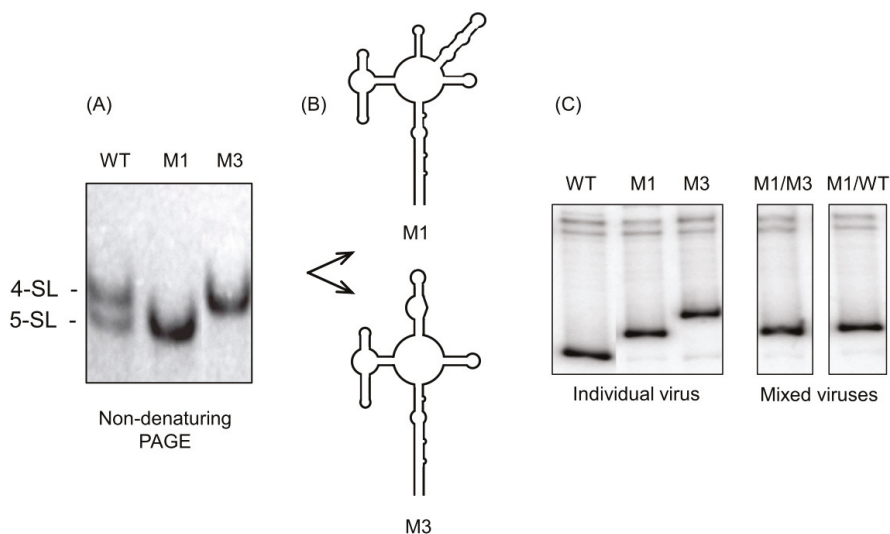 (A)
WT M1 M3
4-SL -
5-SL -
Non-denaturing
PAGE
(B)
M1
M3
(C)
WT M1 M3
Individual virus
M1/M3 M1/WT
Mixed viruses